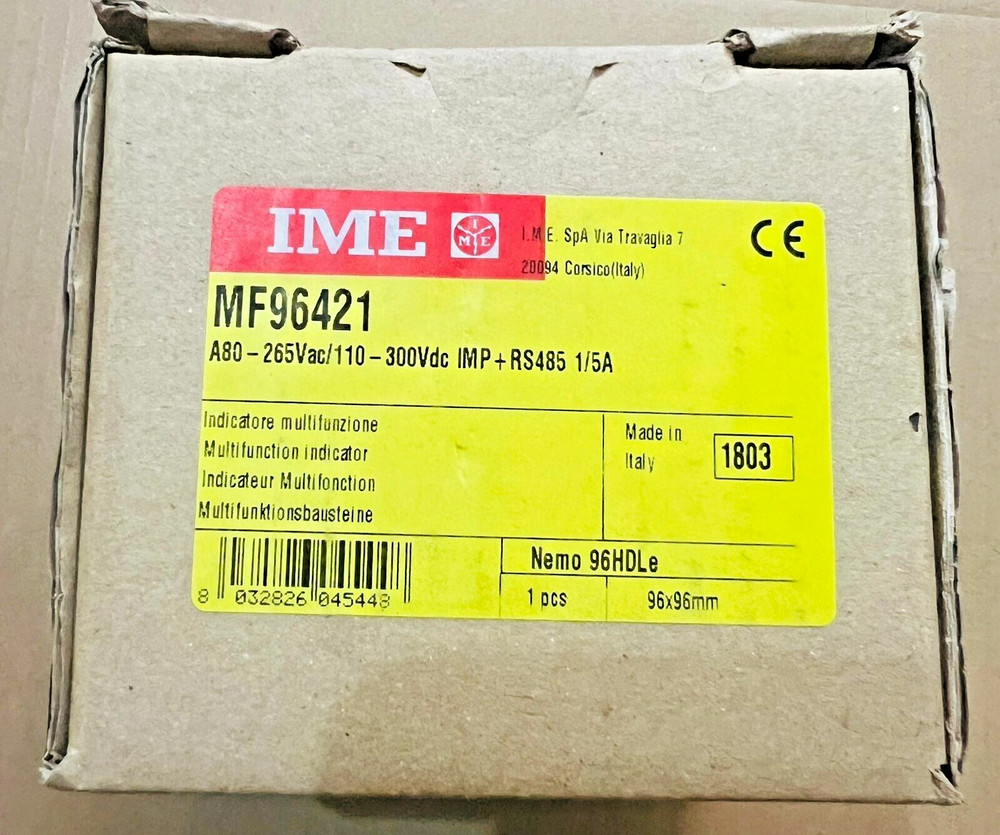 IME IME
I.M.E. SpA Via Travaglia 7
20094 Corsico(Italy)
CE
MF96421
A80-265Vac/110-300Vdc IMP+RS485 1/5A
Indicatore multifunzione
Multifunction indicator
Indicateur Multifonction
Multifunktionsbausteine
Made in
Italy
1803
8 032826 045448
Nemo 96HDLe
1 pcs
96x96mm